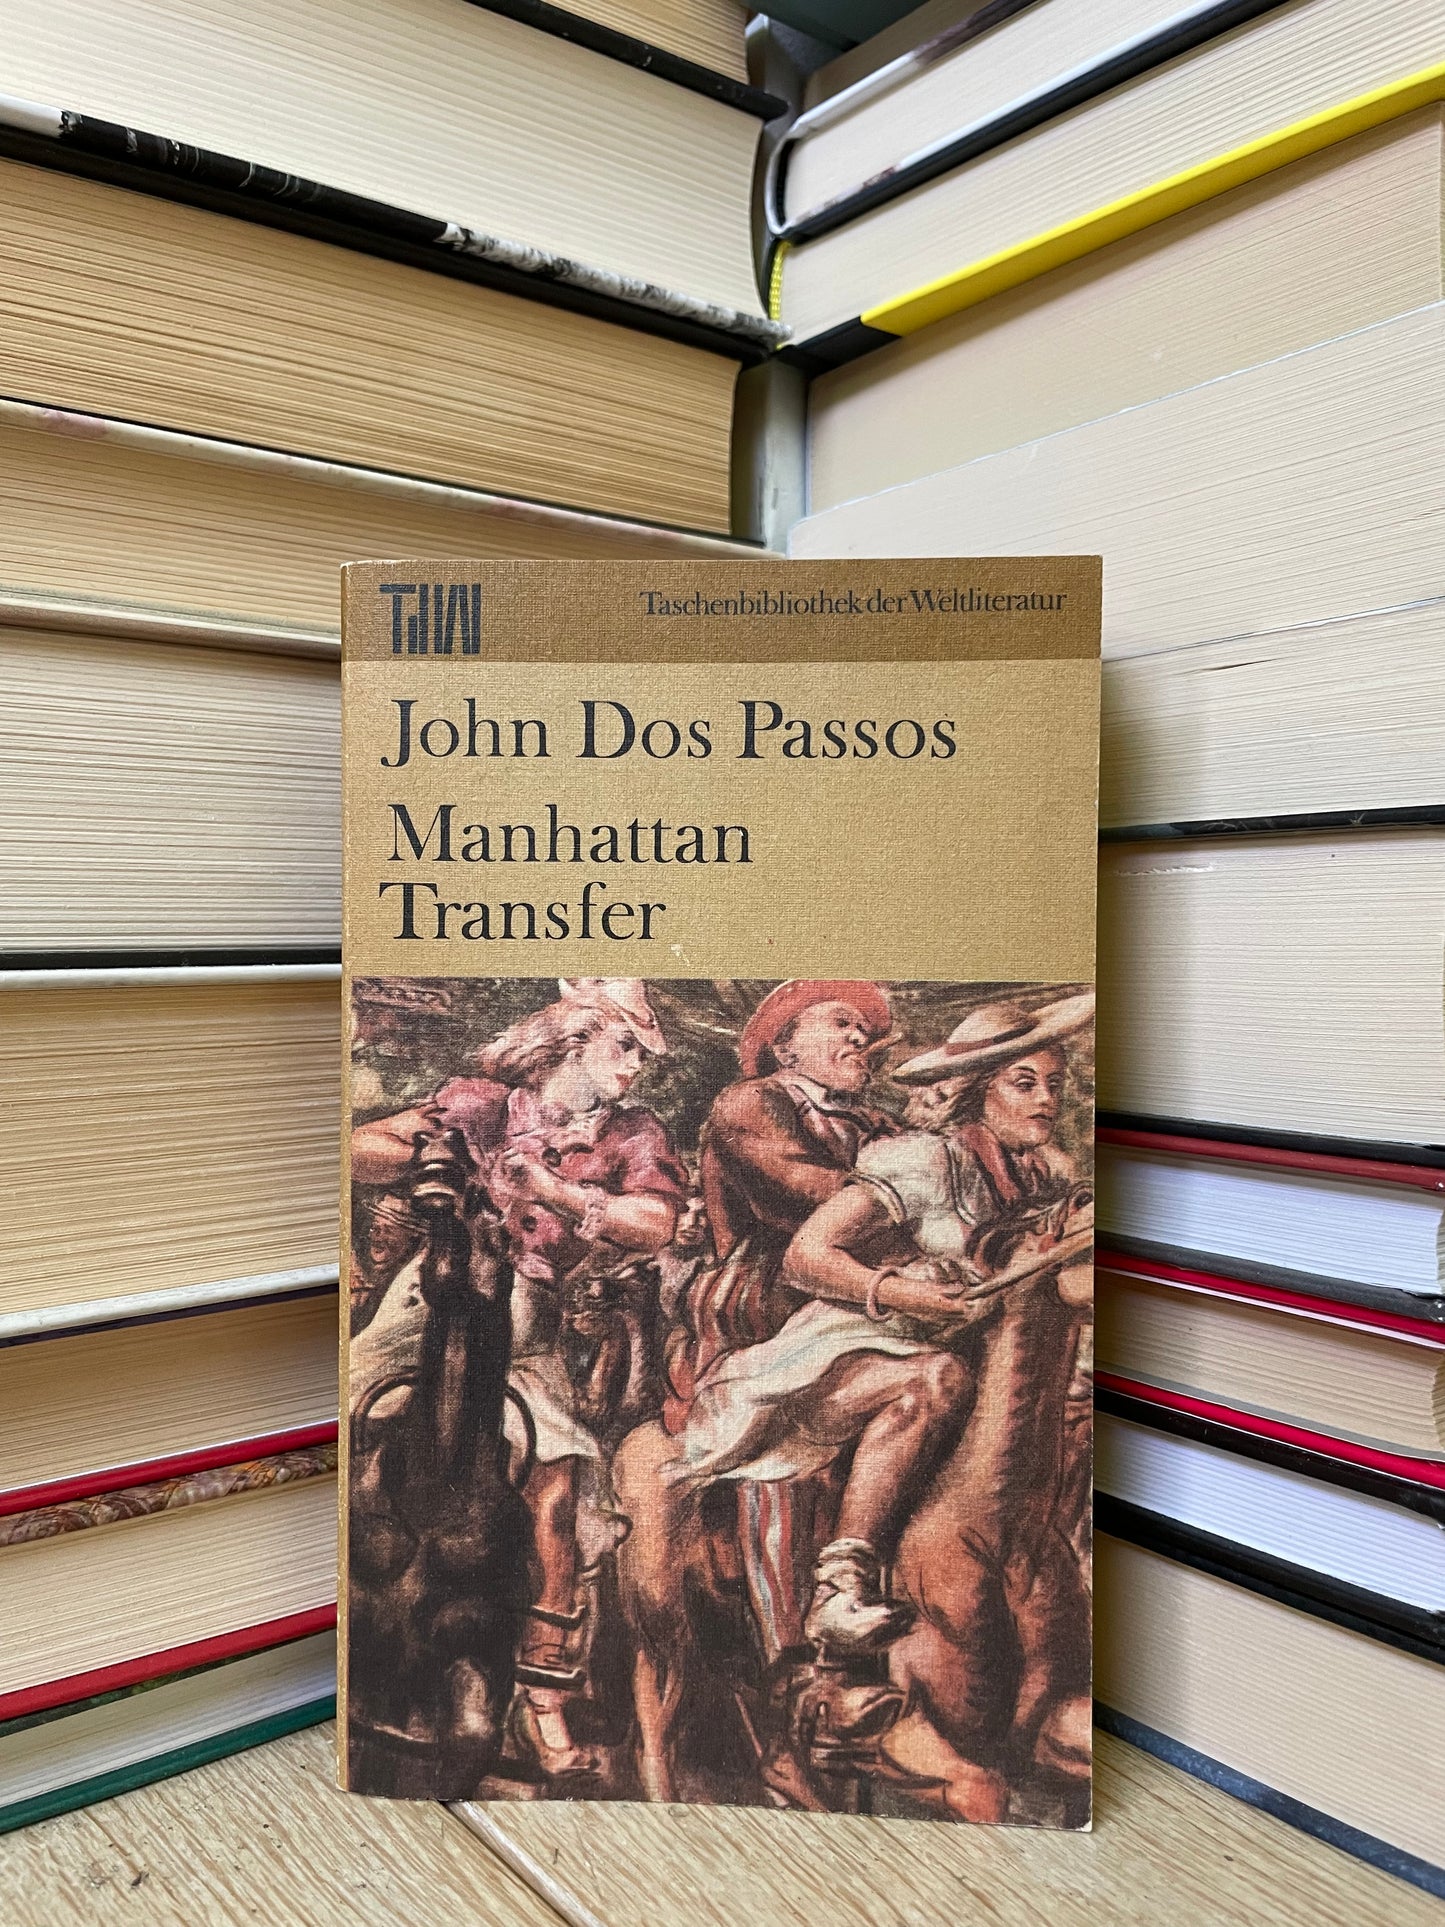 TdW
Taschenbibliothek der Weltliteratur
John Dos Passos
Manhattan
Transfer